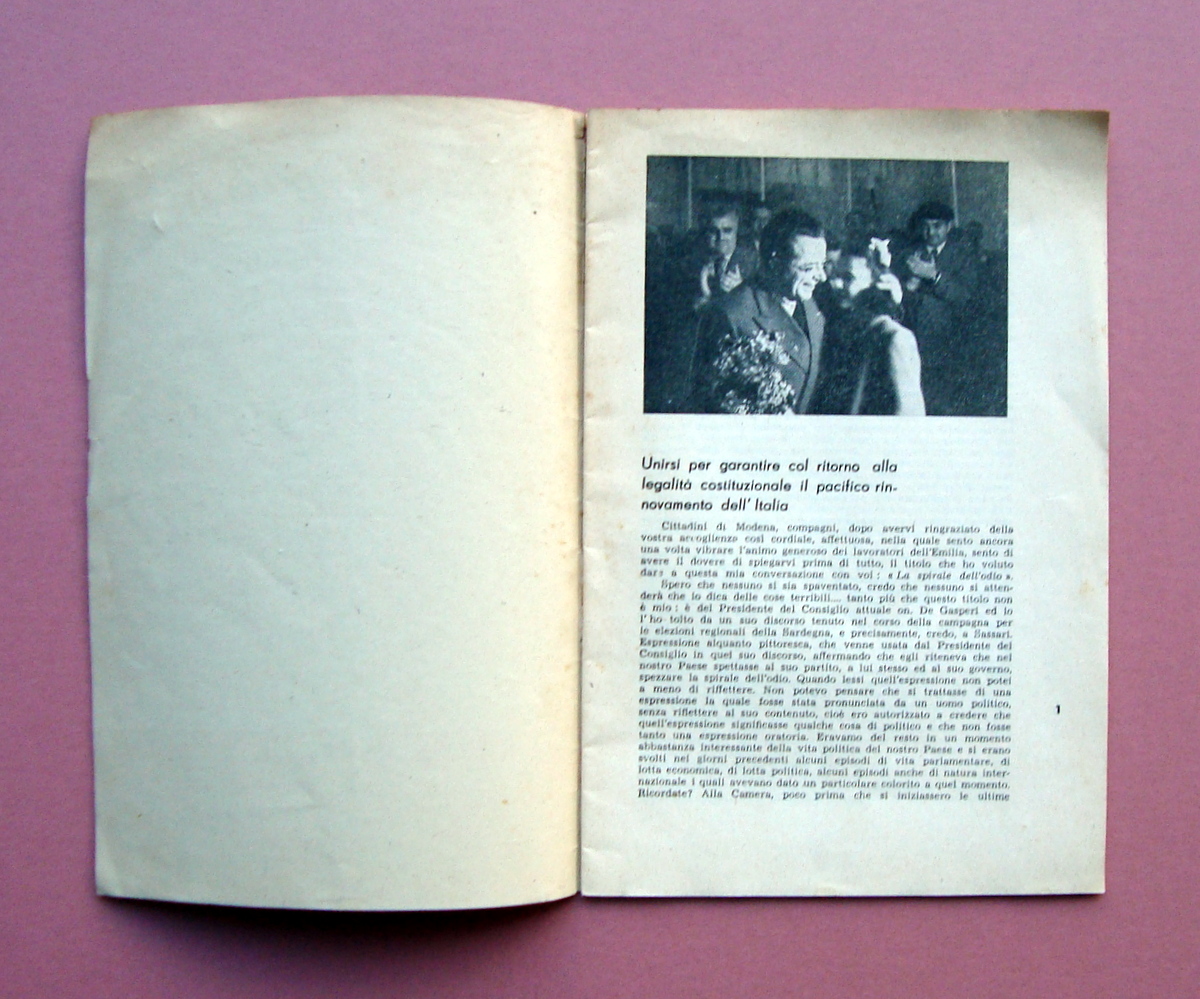 Unirsi per garantire col ritorno alla
legalità costituzionale il pacifico rin-
novamento dell'Italia
Cittadini di Modena, compagni, dopo avervi ringraziato della
vostra accoglienza così cordiale, affettuosa, nella quale sento ancora
una volta vibrare l'animo generoso dei lavoratori dell'Emilia, sento di
avere il dovere di spiegarvi prima di tutto, il titolo che ho voluto
dare a questa mia conversazione con voi : « La spirale dell'odio ».
Spero che nessuno si sia spaventato, credo che nessuno si atten-
derà che io dica delle cose terribili.... tanto più che questo titolo non
è mio : è del Presidente del Consiglio attuale on. De Gasperi ed io
l'ho tolto da un suo discorso tenuto nel corso della campagna per
le elezioni regionali della Sardegna, e precisamente, credo, a Sassari.
Espressione alquanto pittoresca, che venne usata dal Presidente del
Consiglio in quel suo discorso, affermando che egli riteneva che nel
nostro Paese spettasse al suo partito, a lui stesso ed al suo governo,
spezzare la spirale dell'odio. Quando lessi quell'espressione non potei
a meno di riflettere. Non potevo pensare che si trattasse di una
espressione la quale fosse stata pronunciata da un uomo politico,
senza riflettere al suo contenuto, cioè ero autorizzato a credere che
quell'espressione significasse qualche cosa di politico e che non fosse
tanto una espressione oratoria. Eravamo del resto in un momento
abbastanza interessante della vita politica del nostro Paese e si erano
svolti nei giorni precedenti alcuni episodi di vita parlamentare, di
lotta economica, di lotta politica, alcuni episodi anche di natura inter-
nazionale i quali avevano dato un particolare colorito a quel momento.
Ricordate? Alla Camera, poco prima che si iniziassero le ultime
1